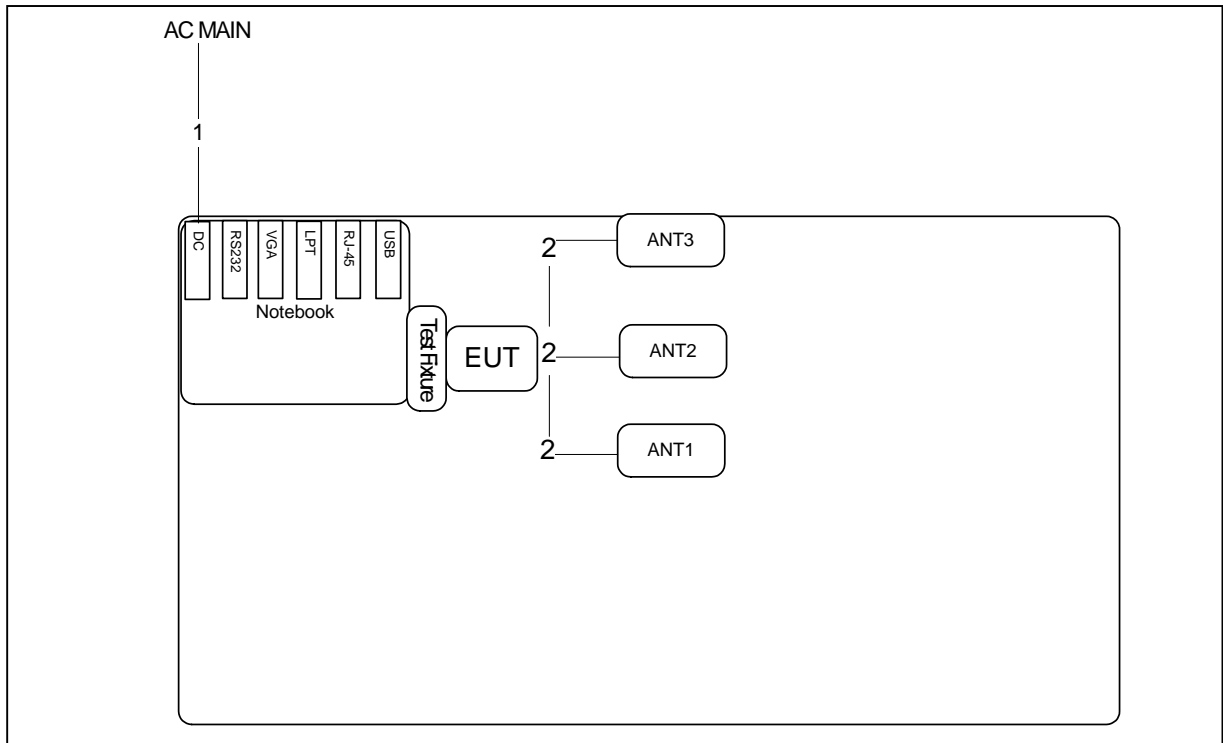 AC MAIN
1
DC
RS232
VGA
LPT
RJ-45
USB
Notebook
Test Fixture
EUT
2
ANT3
2
ANT2
2
ANT1